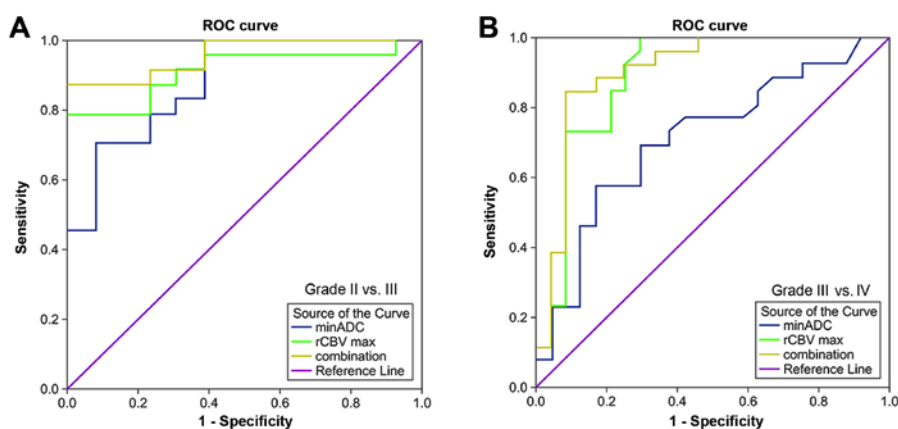 A
ROC curve
1.0
0.8
0.6
0.4
0.2
0.0
Sensitivity
Grade II vs. III
Source of the Curve
minADC
rCBV max
combination
Reference Line
0.0 0.2 0.4 0.6 0.8 1.0
1 - Specificity
B
ROC curve
1.0
0.8
0.6
0.4
0.2
0.0
Sensitivity
Grade III vs. IV
Source of the Curve
minADC
rCBV max
combination
Reference Line
0.0 0.2 0.4 0.6 0.8 1.0
1 - Specificity